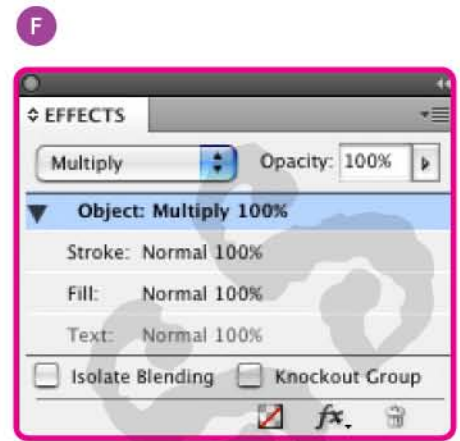 F
EFFECTS
Multiply Opacity: 100%
Object: Multiply 100%
Stroke: Normal 100%
Fill: Normal 100%
Text: Normal 100%
Isolate Blending Knockout Group
fx.